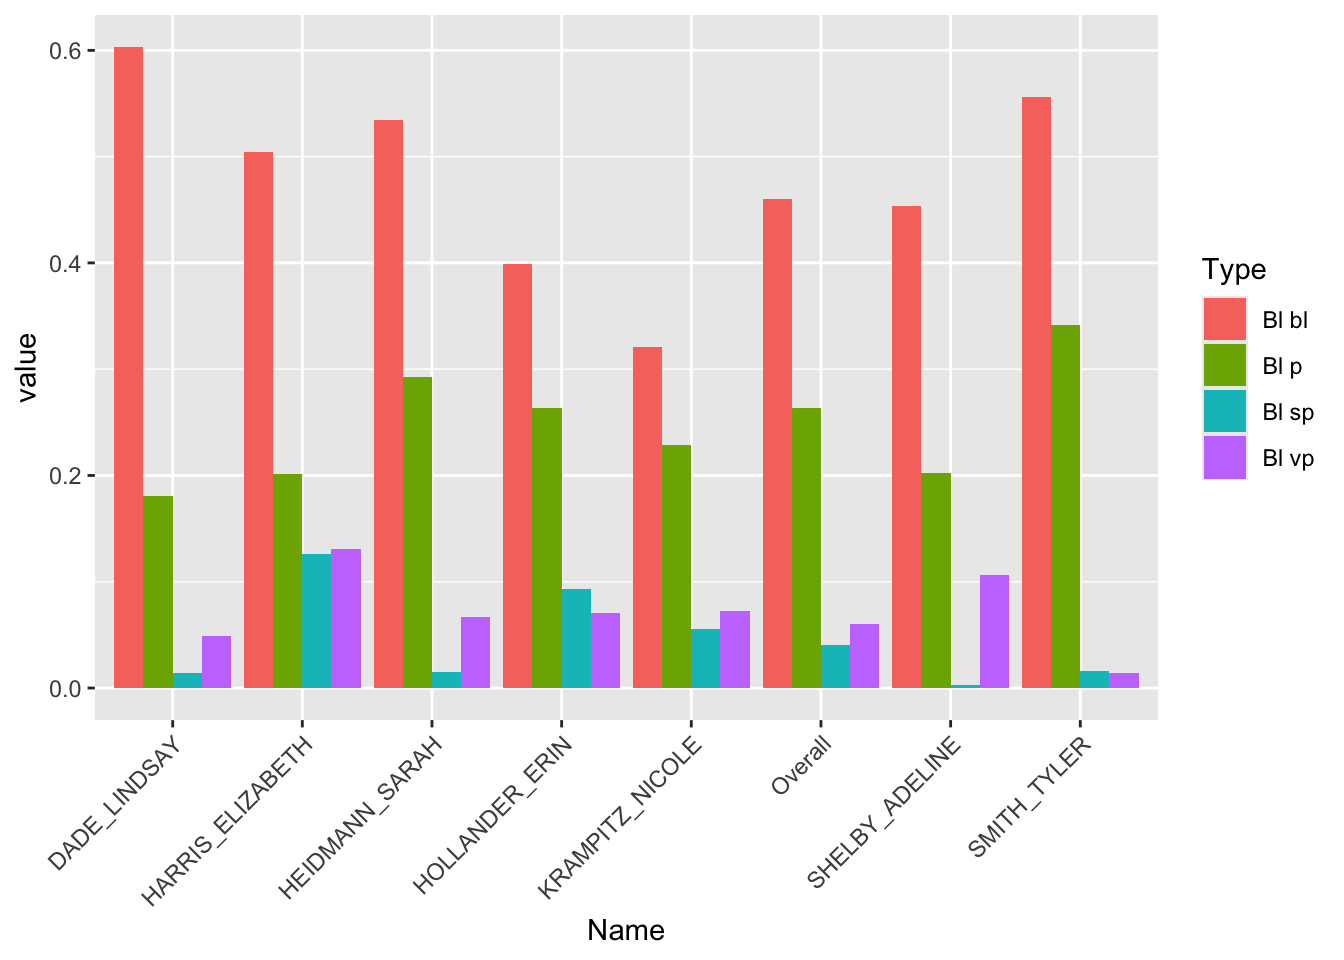 0.6
0.4
0.2
0.0
value
DADE_LINDSAY
HARRIS_ELIZABETH
HEIDMANN_SARAH
HOLLANDER_ERIN
KRAMPITZ_NICOLE
Overall
SHELBY_ADELINE
SMITH_TYLER
Name
Type
Bl bl
Bl p
Bl sp
Bl vp